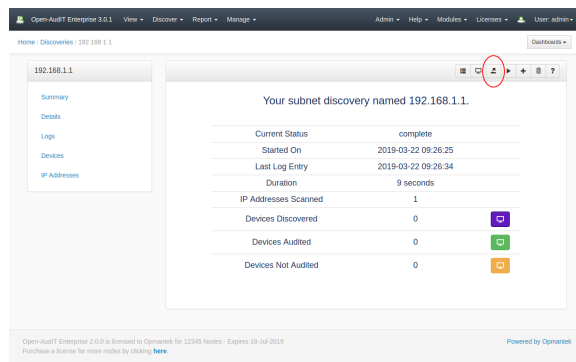 Open-AudIT Enterprise 3.0.1 View Discover Report Manage Admin Help Modules Licenses User: admin
Home / Discoveries / 192 168 1 1 Dashboards
192.168.1.1
?
Summary
Details
Logs
Devices
IP Addresses
Your subnet discovery named 192.168.1.1.
Current Status complete
Started On 2019-03-22 09:26:25
Last Log Entry 2019-03-22 09:26:34
Duration 9 seconds
IP Addresses Scanned 1
Devices Discovered 0
Devices Audited 0
Devices Not Audited 0
Open-AudIT Enterprise 2.0.0 is licensed to Opmantek for 12345 Nodes - Expires 18-Jul-2019
Purchase a license for more nodes by clicking here.
Powered by Opmantek